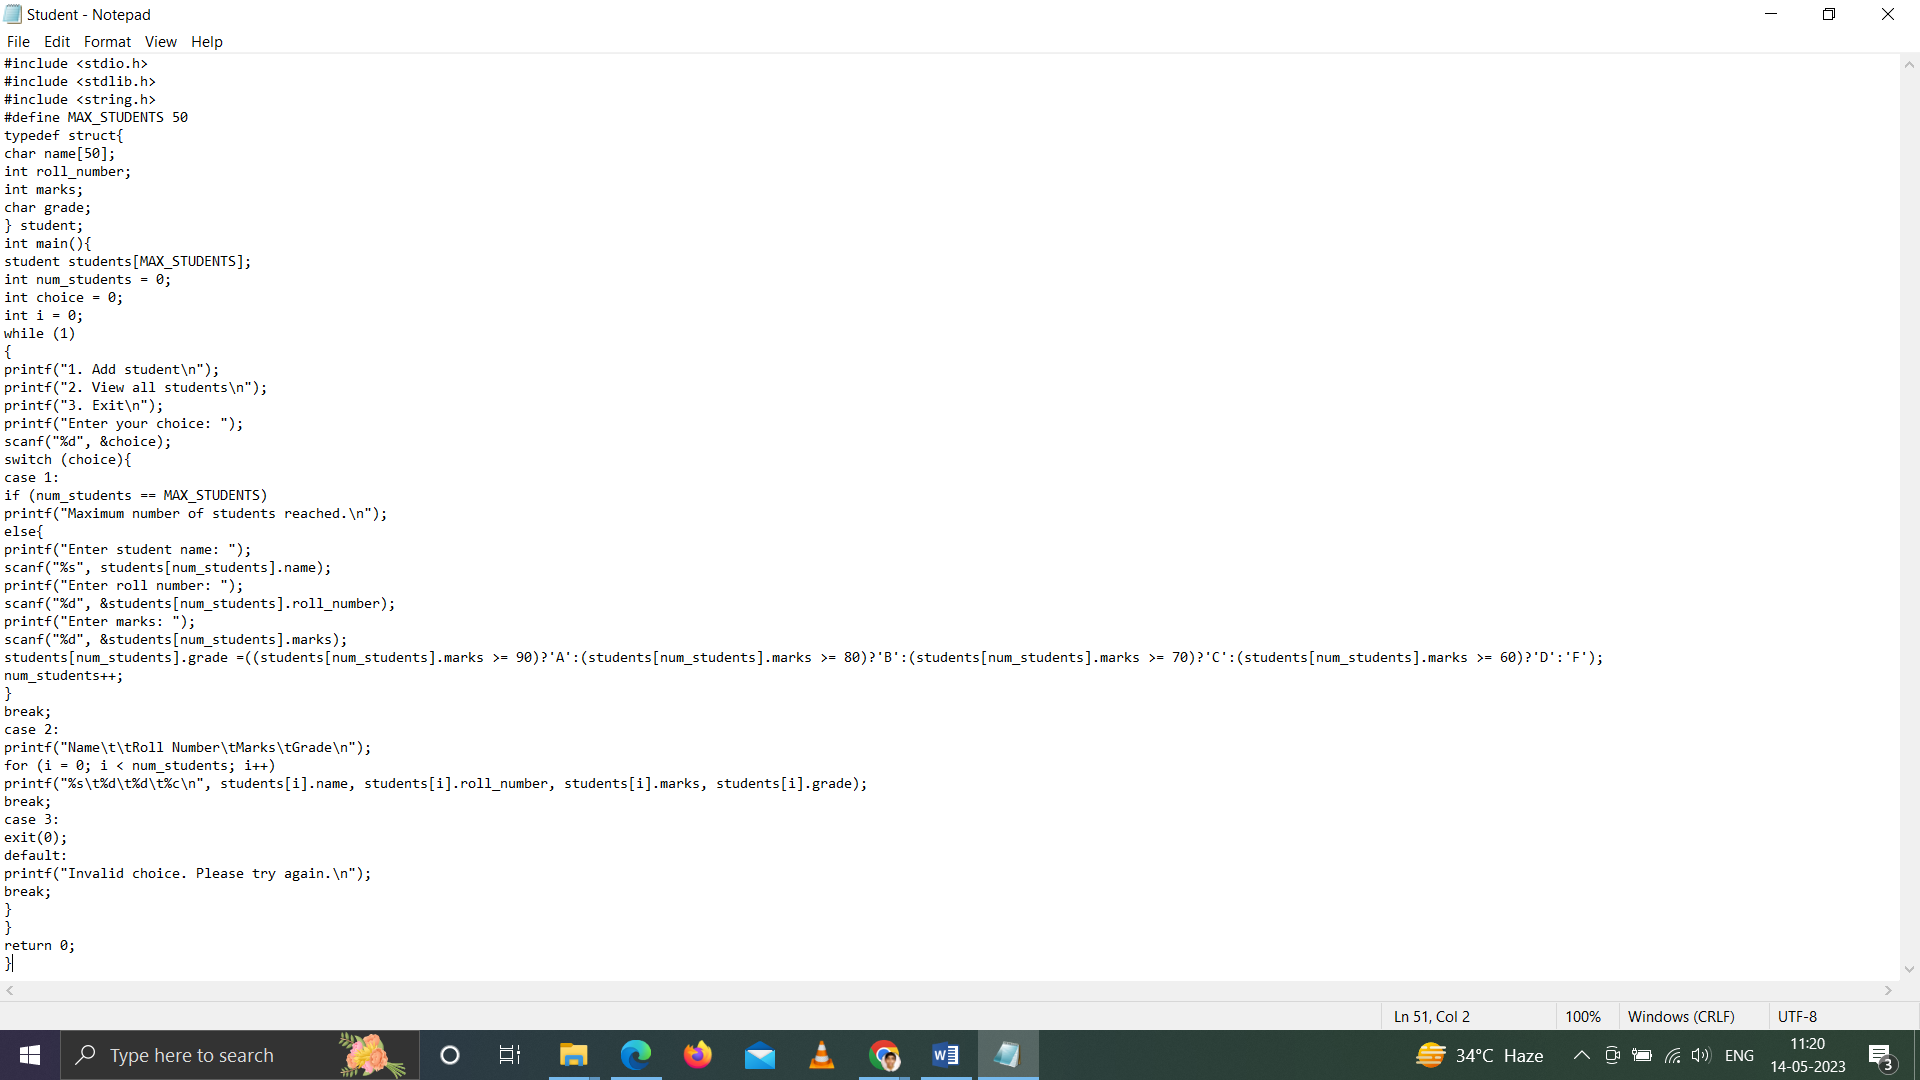 Student - Notepad
File Edit Format View Help
#include <stdio.h>
#include <stdlib.h>
#include <string.h>
#define MAX_STUDENTS 50
typedef struct{
char name[50];
int roll_number;
int marks;
char grade;
} student;
int main(){
student students[MAX_STUDENTS];
int num_students = 0;
int choice = 0;
int i = 0;
while (1)
{
printf("1. Add student\n");
printf("2. View all students\n");
printf("3. Exit\n");
printf("Enter your choice: ");
scanf("%d", &choice);
switch (choice){
case 1:
if (num_students == MAX_STUDENTS)
printf("Maximum number of students reached.\n");
else{
printf("Enter student name: ");
scanf("%s", students[num_students].name);
printf("Enter roll number: ");
scanf("%d", &students[num_students].roll_number);
printf("Enter marks: ");
scanf("%d", &students[num_students].marks);
students[num_students].grade =((students[num_students].marks >= 90)?'A':(students[num_students].marks >= 80)?'B':(students[num_students].marks >= 70)?'C':(students[num_students].marks >= 60)?'D':'F');
num_students++;
}
break;
case 2:
printf("Name\t\tRoll Number\tMarks\tGrade\n");
for (i = 0; i < num_students; i++)
printf("%s\t%d\t%d\t%c\n", students[i].name, students[i].roll_number, students[i].marks, students[i].grade);
break;
case 3:
exit(0);
default:
printf("Invalid choice. Please try again.\n");
break;
}
}
return 0;
}
Ln 51, Col 2 100% Windows (CRLF) UTF-8
Type here to search 34°C Haze ENG 11:20
14-05-2023 3